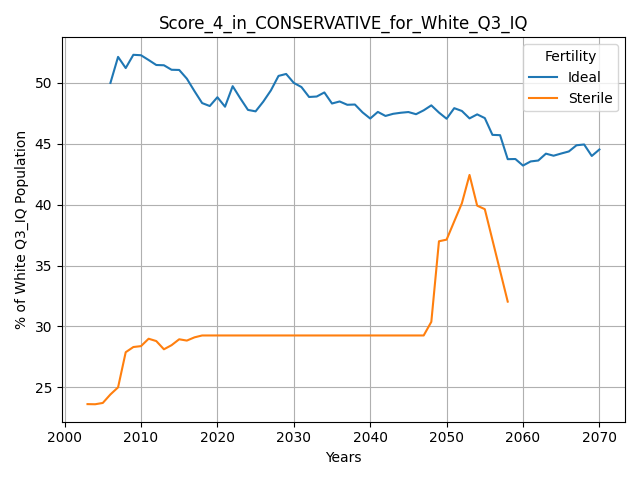 Score_4_in_CONSERVATIVE_for_White_Q3_IQ
Fertility
Ideal
Sterile
% of White Q3_IQ Population
50
45
40
35
30
25
2000 2010 2020 2030 2040 2050 2060 2070
Years